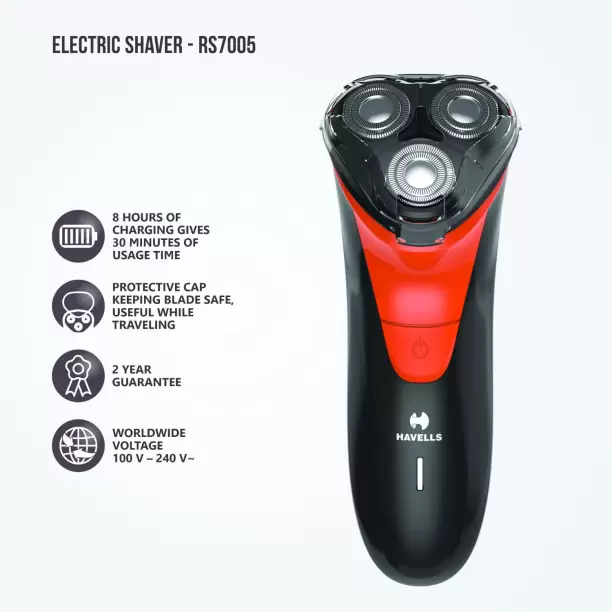 ELECTRIC SHAVER - RS7005
8 HOURS OF
CHARGING GIVES
30 MINUTES OF
USAGE TIME
PROTECTIVE CAP
KEEPING BLADE SAFE,
USEFUL WHILE
TRAVELING
2 YEAR
GUARANTEE
WORLDWIDE
VOLTAGE
100 V – 240 V~
HAVELLS